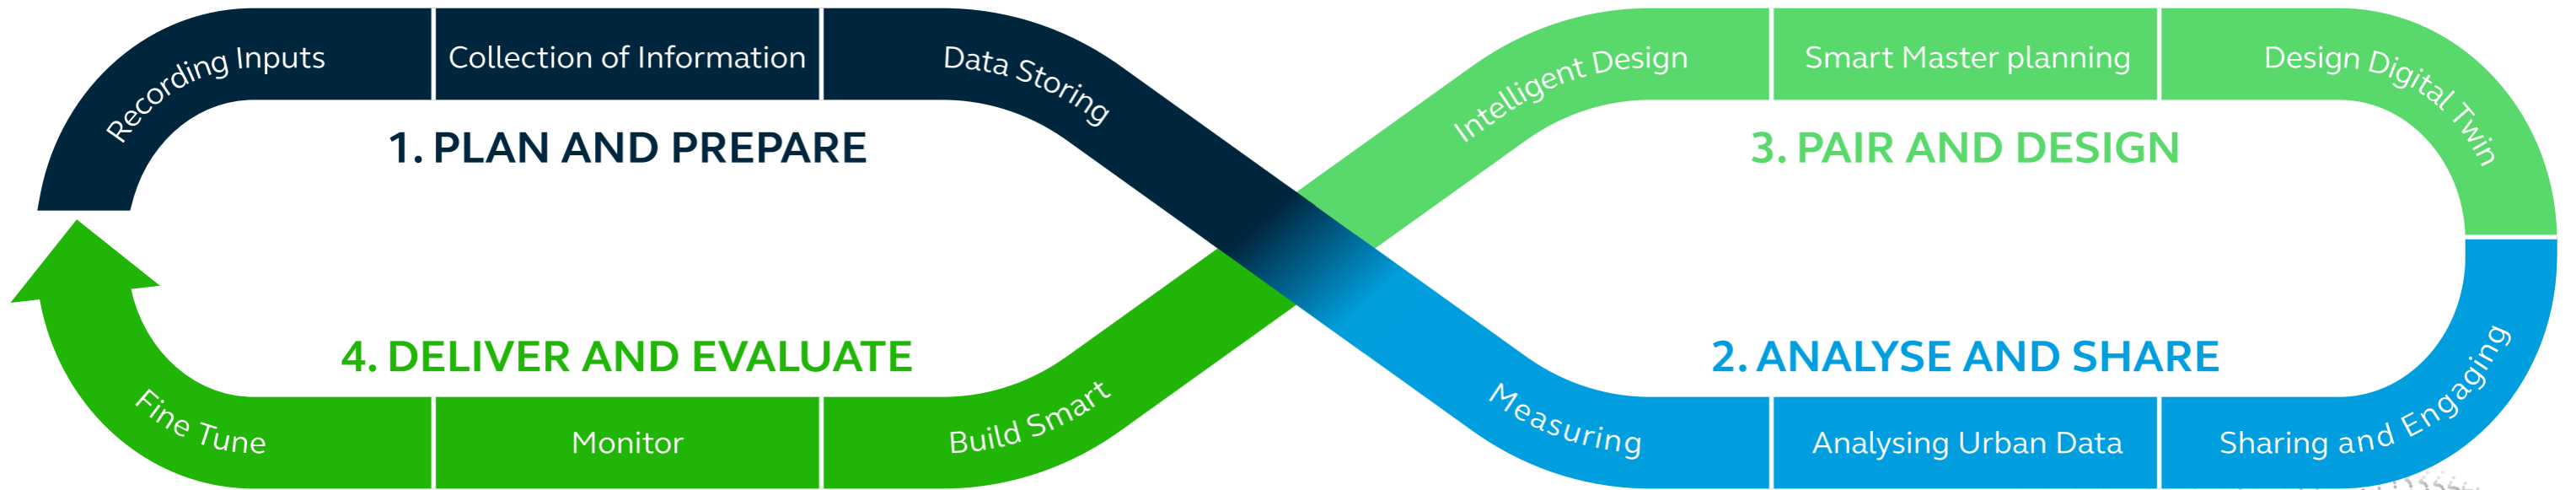 Recording Inputs
Collection of Information
Data Storing
Intelligent Design
Smart Master planning
Design Digital Twin
1. PLAN AND PREPARE
3. PAIR AND DESIGN
4. DELIVER AND EVALUATE
2. ANALYSE AND SHARE
Fine Tune
Monitor
Build Smart
Measuring
Analysing Urban Data
Sharing and Engaging